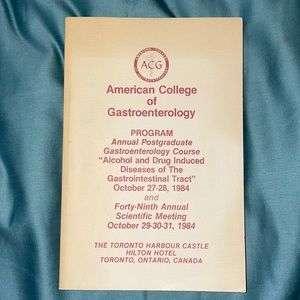 ACG
American College
of
Gastroenterology
PROGRAM
Annual Postgraduate
Gastroenterology Course
"Alcohol and Drug Induced
Diseases of The
Gastrointestinal Tract"
October 27-28, 1984
and
Forty-Ninth Annual
Scientific Meeting
October 29-30-31, 1984
THE TORONTO HARBOUR CASTLE
HILTON HOTEL
TORONTO, ONTARIO, CANADA